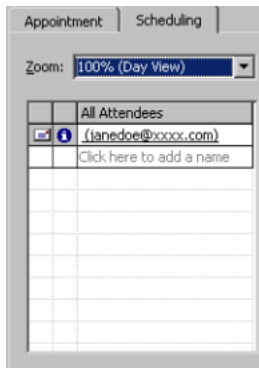 Appointment Scheduling
Zoom: 100% (Day View)
All Attendees
(janedoe@xxxx.com)
Click here to add a name